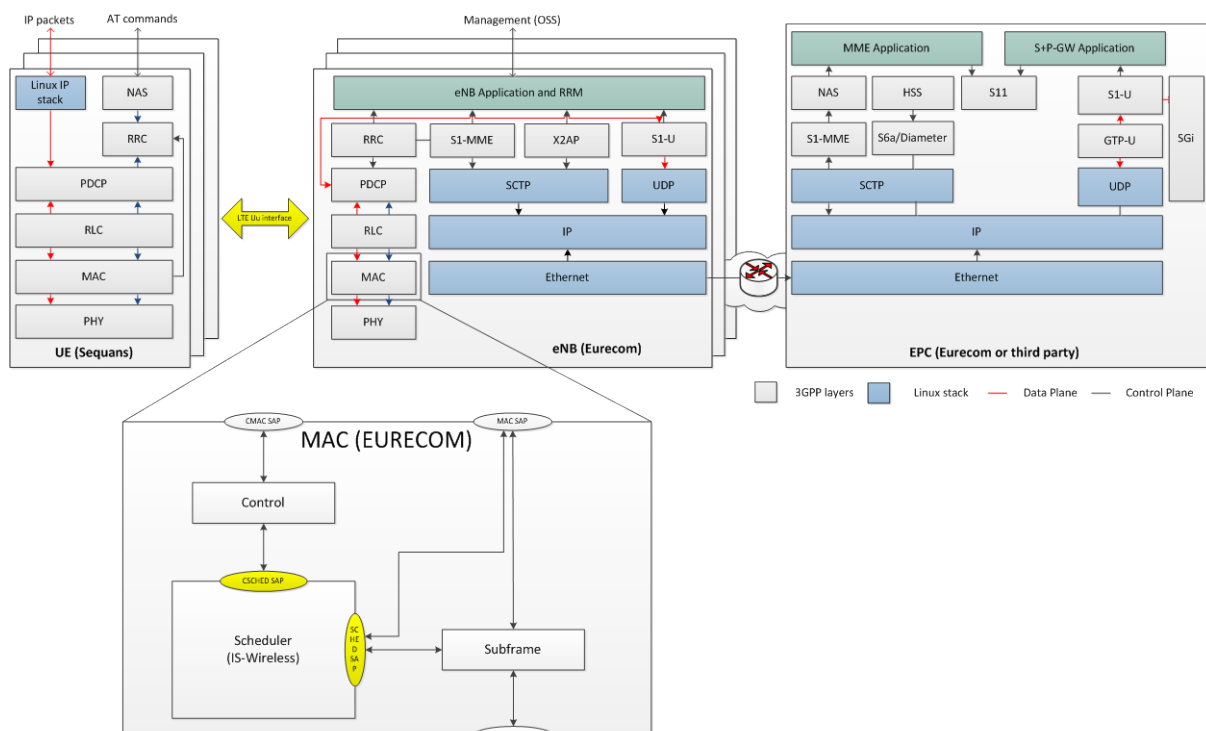 IP packets
AT commands
Management (OSS)
Linux IP
stack
NAS
RRC
PDCP
RLC
MAC
PHY
UE (Sequans)
LTE Uu interface
eNB Application and RRM
RRC
S1-MME
X2AP
S1-U
PDCP
SCTP
UDP
RLC
IP
MAC
Ethernet
PHY
eNB (Eurecom)
MME Application
S+P-GW Application
NAS
HSS
S11
S1-U
S1-MME
S6a/Diameter
GTP-U
SGi
SCTP
UDP
IP
Ethernet
EPC (Eurecom or third party)
3GPP layers
Linux stack
Data Plane
Control Plane
CMAC SAP
MAC SAP
MAC (EURECOM)
Control
CSCHED SAP
Scheduler
(IS-Wireless)
SC
HE
D
SA
P
Subframe